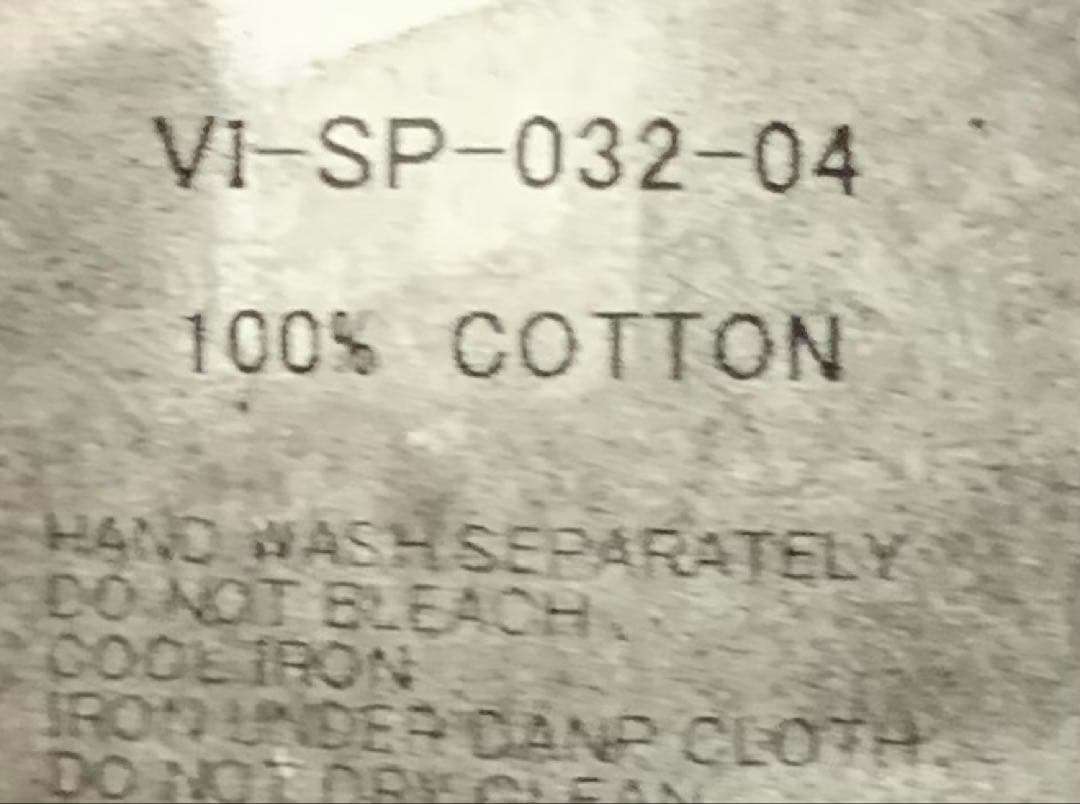 VI-SP-032-04
100% COTTON
HAND WASH SEPARATELY
DO NOT BLEACH
COOL IRON
IRON UNDER DANP CLOTH.
DO NOT DRY CLEAN